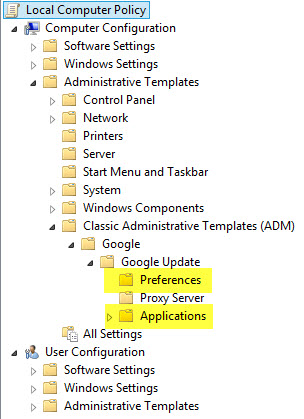 Local Computer Policy
Computer Configuration
Software Settings
Windows Settings
Administrative Templates
Control Panel
Network
Printers
Server
Start Menu and Taskbar
System
Windows Components
Classic Administrative Templates (ADM)
Google
Google Update
Preferences
Proxy Server
Applications
All Settings
User Configuration
Software Settings
Windows Settings
Administrative Templates